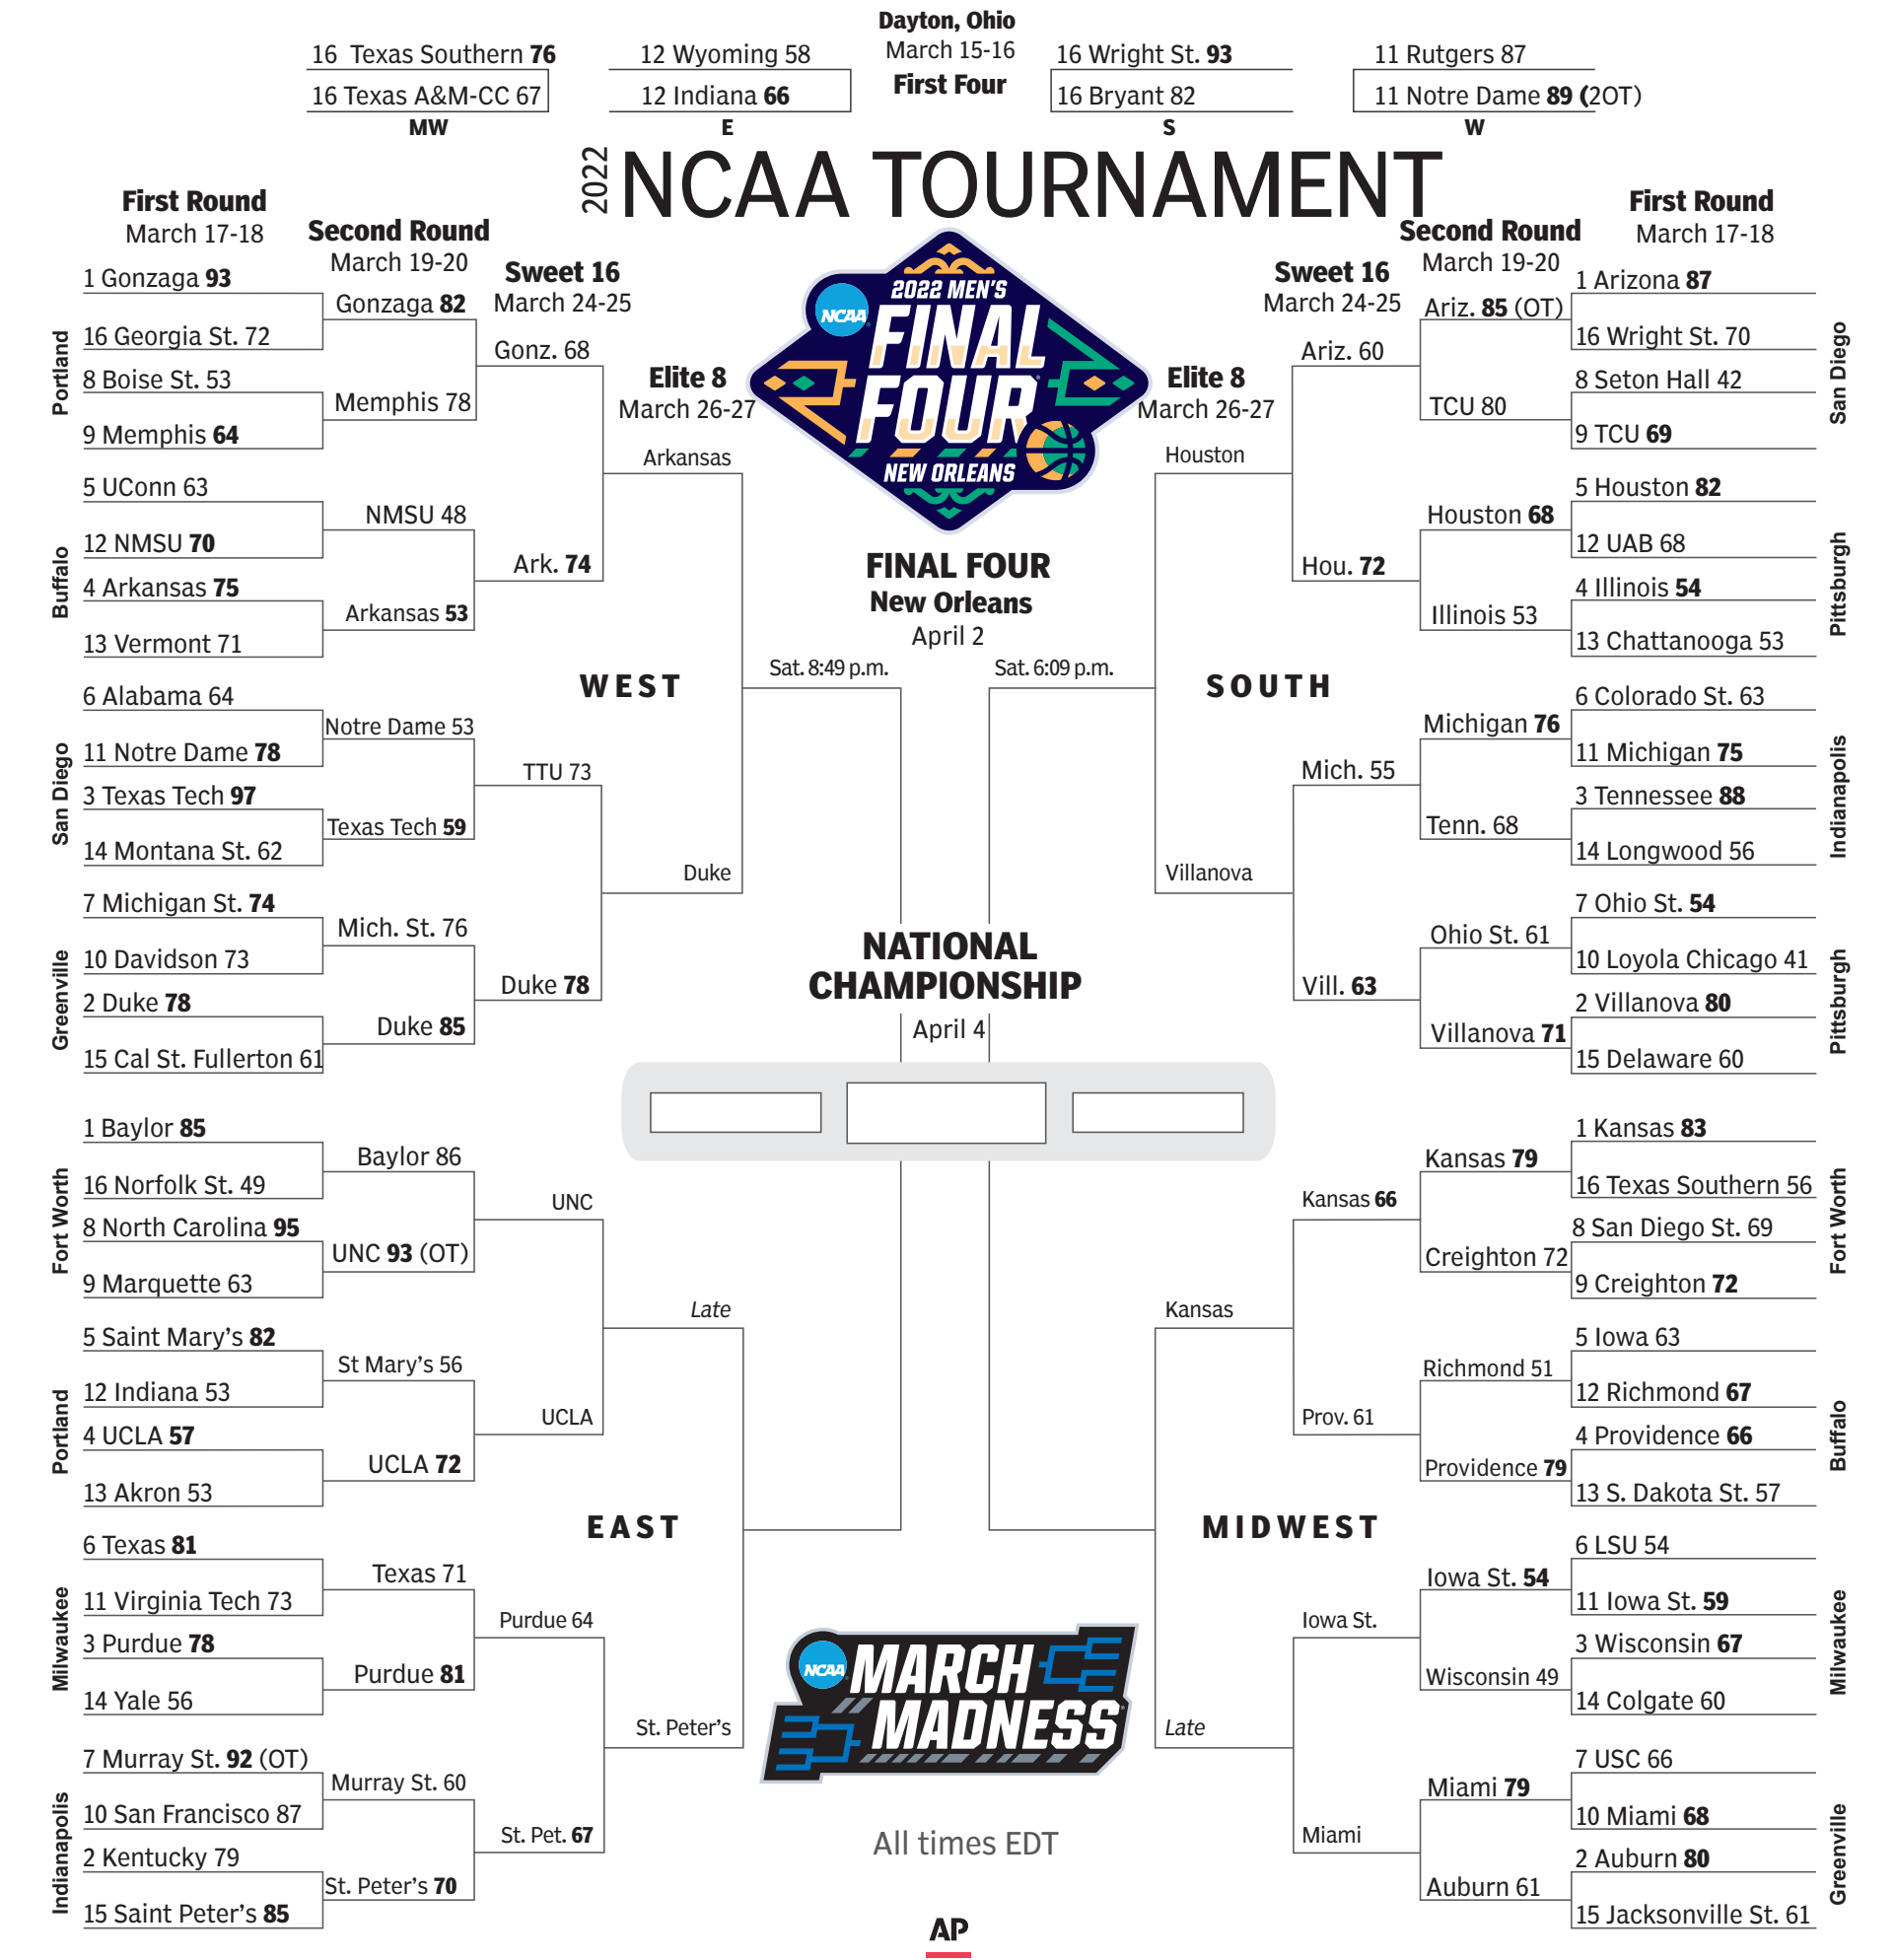 Dayton, Ohio
March 15-16
First Four
16 Texas Southern 76
16 Texas A&M-CC 67
MW
12 Wyoming 58
12 Indiana 66
E
16 Wright St. 93
16 Bryant 82
S
11 Rutgers 87
11 Notre Dame 89 (2OT)
W
2022
NCAA TOURNAMENT
First Round
March 17-18
Second Round
March 19-20
Sweet 16
March 24-25
Elite 8
March 26-27
Elite 8
March 26-27
Sweet 16
March 24-25
Second Round
March 19-20
First Round
March 17-18
NCAA
2022 MEN'S
FINAL
FOUR
NEW ORLEANS
Portland
1 Gonzaga 93
16 Georgia St. 72
8 Boise St. 53
9 Memphis 64
Buffalo
5 UConn 63
12 NMSU 70
4 Arkansas 75
13 Vermont 71
San Diego
6 Alabama 64
11 Notre Dame 78
3 Texas Tech 97
14 Montana St. 62
Greenville
7 Michigan St. 74
10 Davidson 73
2 Duke 78
15 Cal St. Fullerton 61
Gonzaga 82
Memphis 78
NMSU 48
Arkansas 53
Notre Dame 53
Texas Tech 59
Mich. St. 76
Duke 85
Gonz. 68
Ark. 74
TTU 73
Duke 78
Arkansas
Duke
WEST
Sat. 8:49 p.m.
FINAL FOUR
New Orleans
April 2
Sat. 6:09 p.m.
SOUTH
Houston
Villanova
Ariz. 60
Hou. 72
Mich. 55
Vill. 63
Ariz. 85 (OT)
TCU 80
Houston 68
Illinois 53
Michigan 76
Tenn. 68
Ohio St. 61
Villanova 71
1 Arizona 87
16 Wright St. 70
8 Seton Hall 42
9 TCU 69
San Diego
5 Houston 82
12 UAB 68
4 Illinois 54
13 Chattanooga 53
Pittsburgh
6 Colorado St. 63
11 Michigan 75
3 Tennessee 88
14 Longwood 56
Indianapolis
7 Ohio St. 54
10 Loyola Chicago 41
2 Villanova 80
15 Delaware 60
Pittsburgh
NATIONAL
CHAMPIONSHIP
April 4
Fort Worth
1 Baylor 85
16 Norfolk St. 49
8 North Carolina 95
9 Marquette 63
Portland
5 Saint Mary's 82
12 Indiana 53
4 UCLA 57
13 Akron 53
Milwaukee
6 Texas 81
11 Virginia Tech 73
3 Purdue 78
14 Yale 56
Indianapolis
7 Murray St. 92 (OT)
10 San Francisco 87
2 Kentucky 79
15 Saint Peter's 85
Baylor 86
UNC 93 (OT)
St Mary's 56
UCLA 72
Texas 71
Purdue 81
Murray St. 60
St. Peter's 70
UNC
UCLA
Purdue 64
St. Pet. 67
Late
St. Peter's
EAST
MIDWEST
Kansas
Late
Kansas 66
Prov. 61
Iowa St.
Miami
Kansas 79
Creighton 72
Richmond 51
Providence 79
Iowa St. 54
Wisconsin 49
Miami 79
Auburn 61
1 Kansas 83
16 Texas Southern 56
8 San Diego St. 69
9 Creighton 72
Fort Worth
5 Iowa 63
12 Richmond 67
4 Providence 66
13 S. Dakota St. 57
Buffalo
6 LSU 54
11 Iowa St. 59
3 Wisconsin 67
14 Colgate 60
Milwaukee
7 USC 66
10 Miami 68
2 Auburn 80
15 Jacksonville St. 61
Greenville
NCAA
MARCH
MADNESS
All times EDT
AP